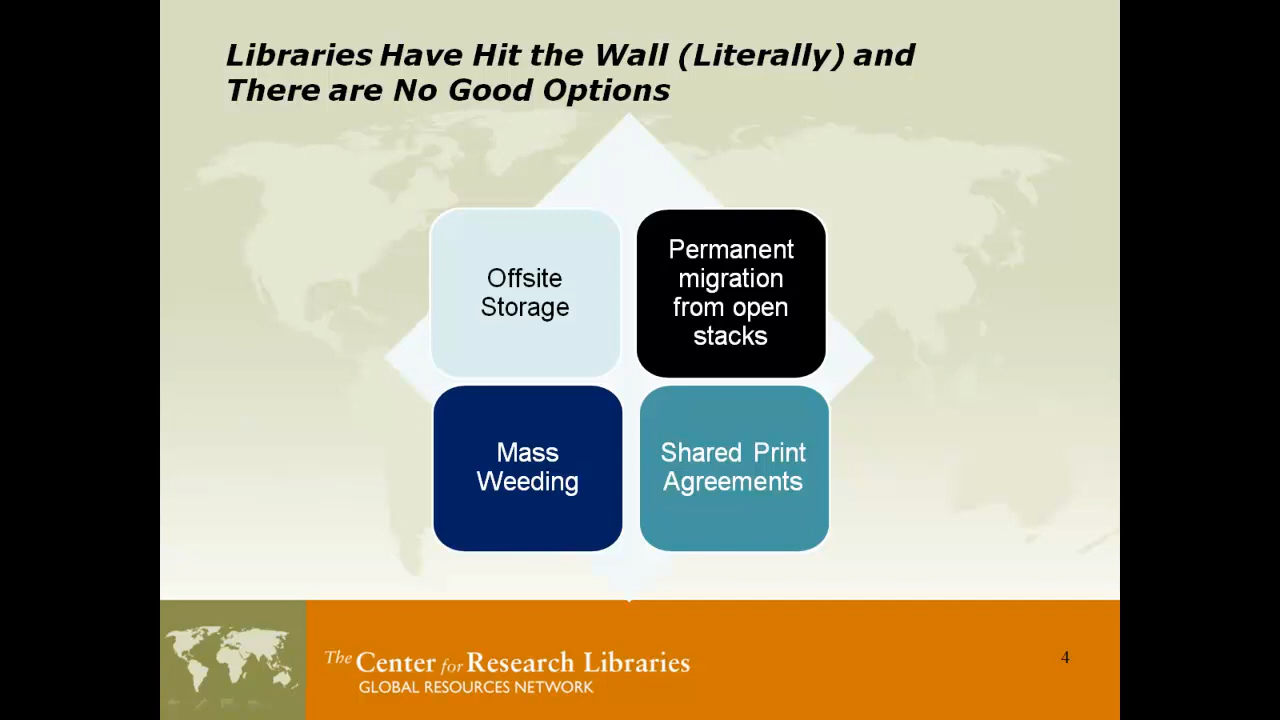 Libraries Have Hit the Wall (Literally) and
There are No Good Options
Offsite
Storage
Permanent
migration
from open
stacks
Mass
Weeding
Shared Print
Agreements
The Center for Research Libraries
GLOBAL RESOURCES NETWORK
4